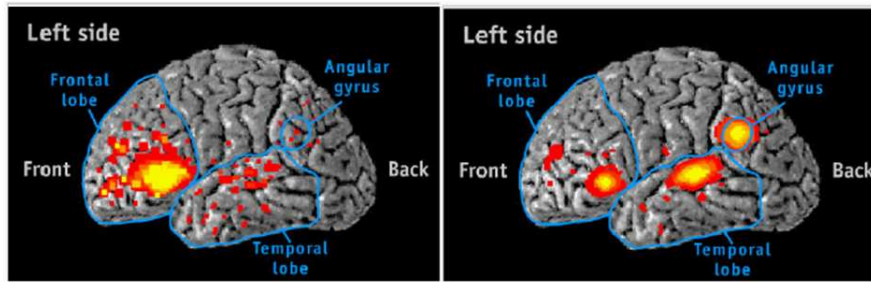 Left side
Angular
gyrus
Frontal
lobe
Front
Back
Temporal
lobe
Left side
Angular
gyrus
Frontal
lobe
Front
Back
Temporal
lobe